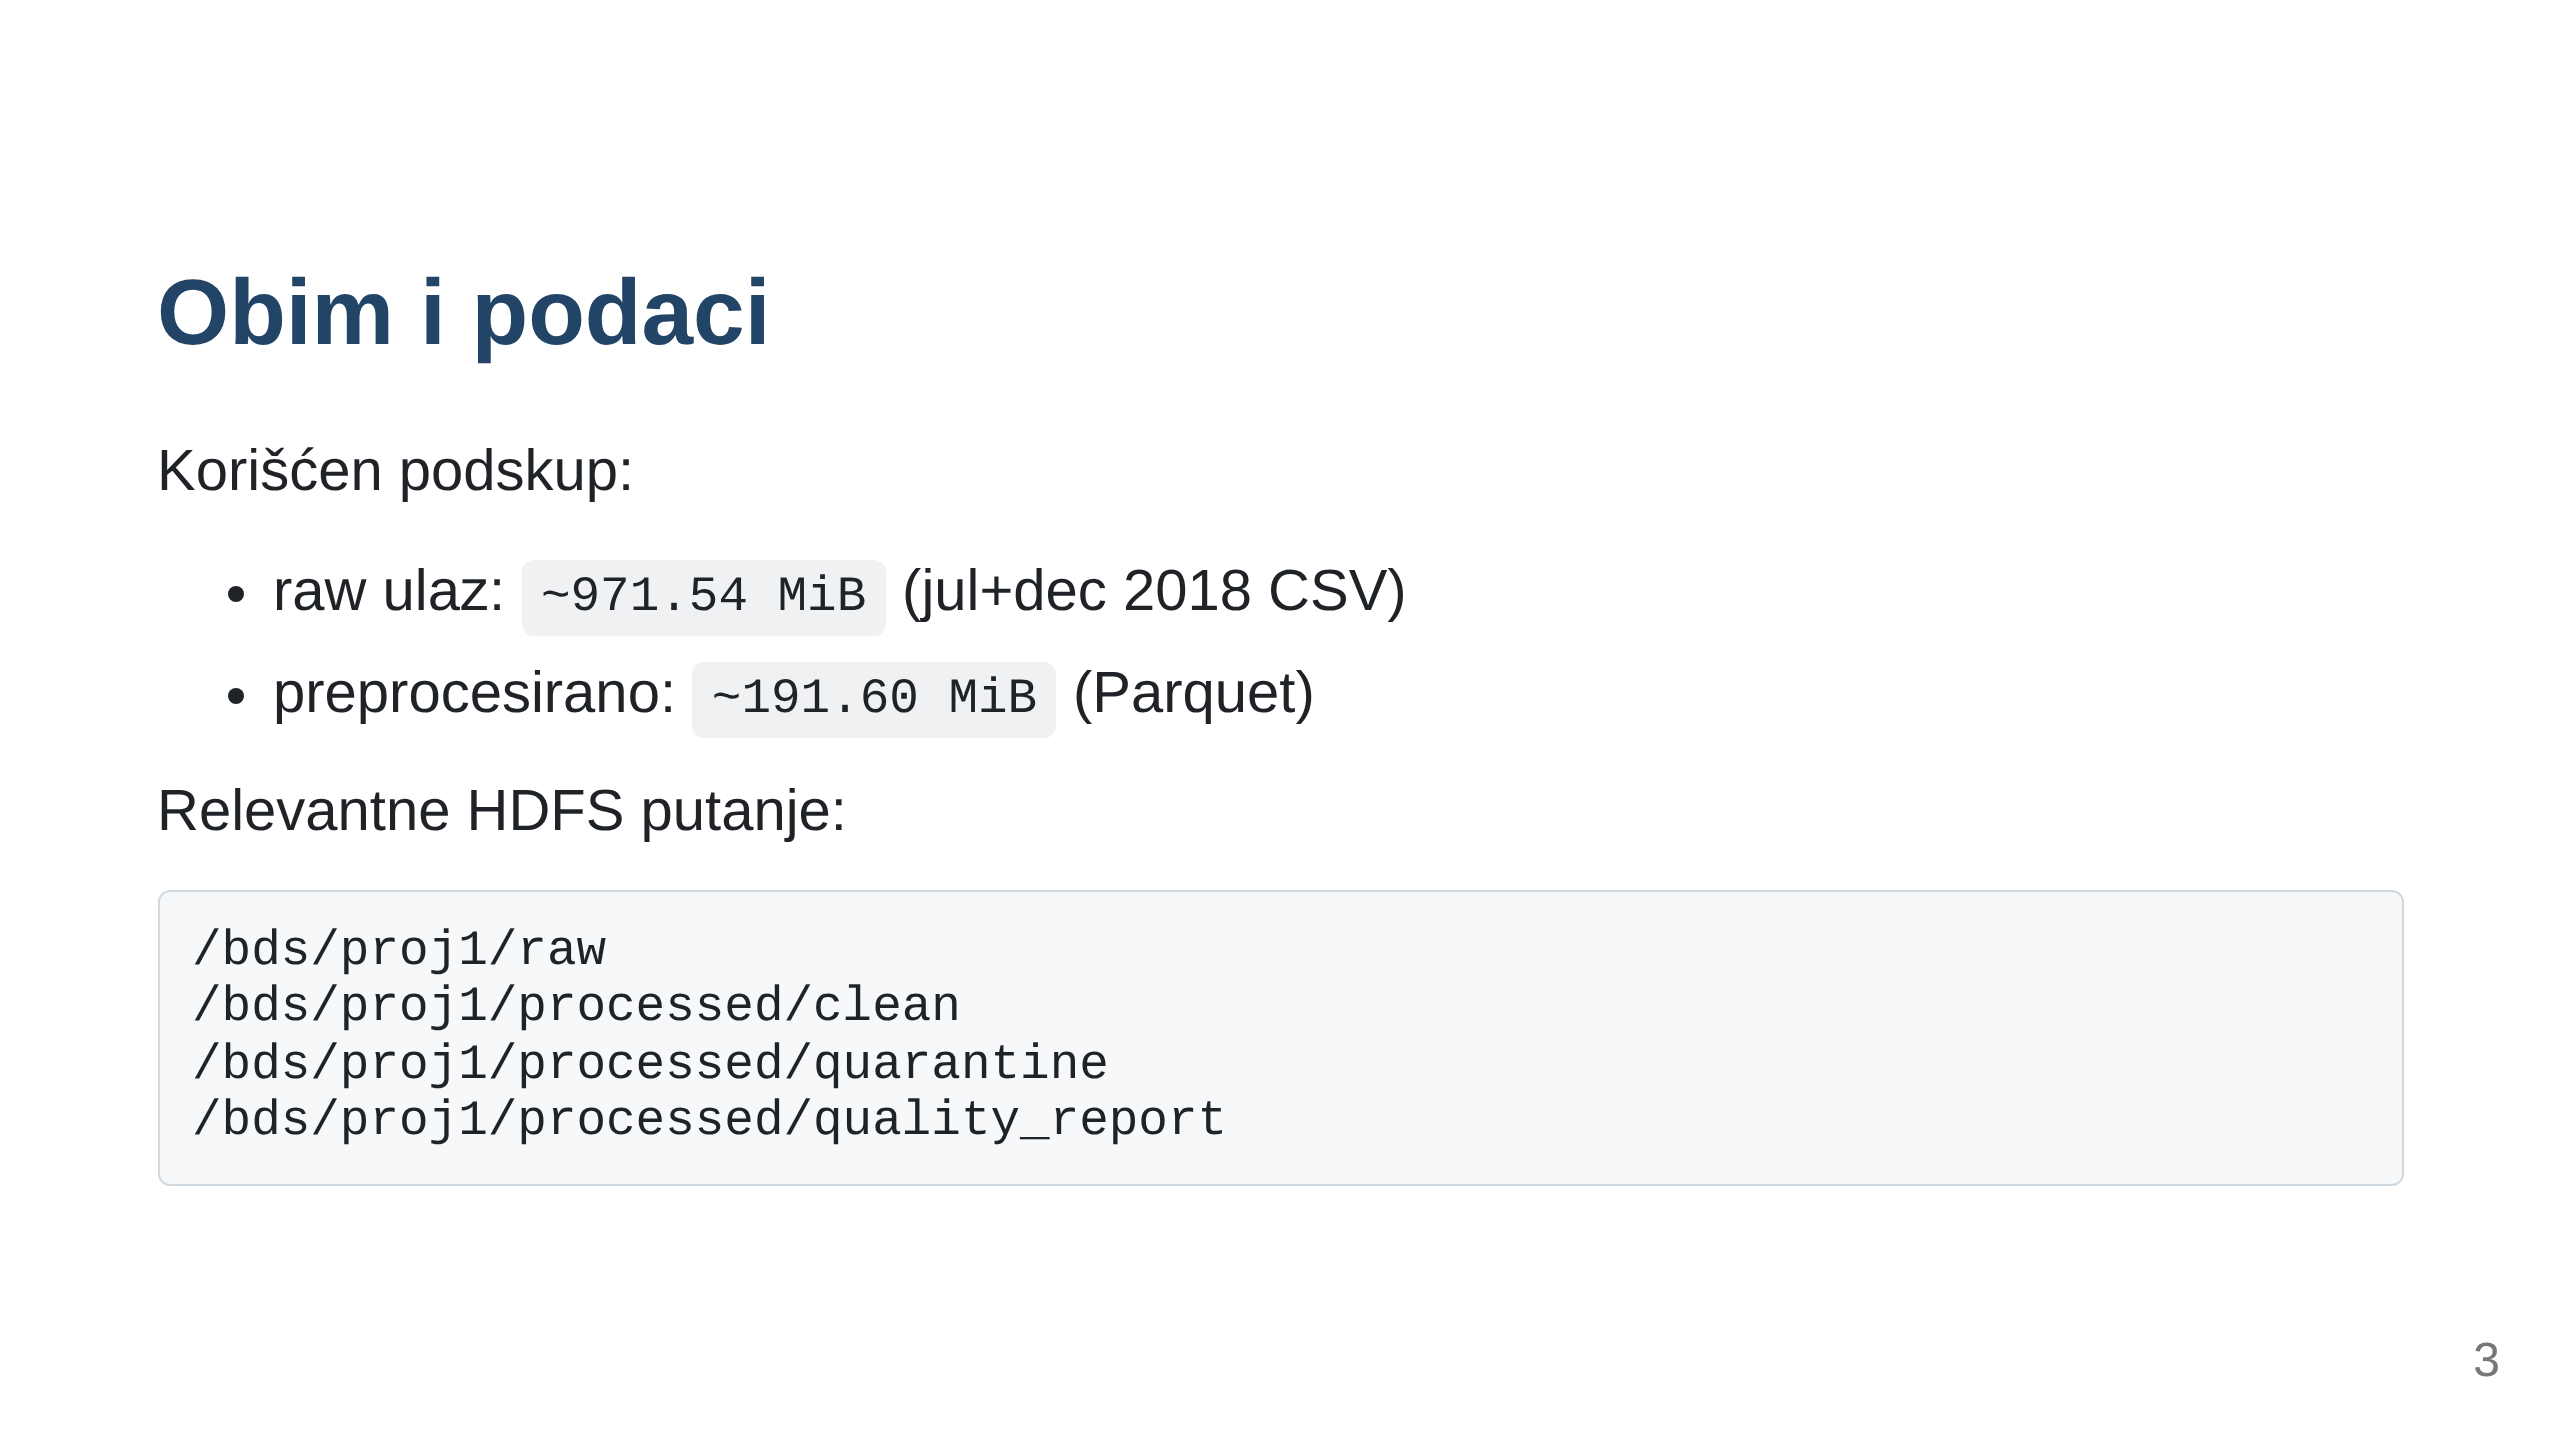 Obim i podaci
Korišćen podskup:
• raw ulaz: ~971.54 MiB (jul+dec 2018 CSV)
• preprocesirano: ~191.60 MiB (Parquet)
Relevantne HDFS putanje:
/bds/proj1/raw
/bds/proj1/processed/clean
/bds/proj1/processed/quarantine
/bds/proj1/processed/quality_report
3